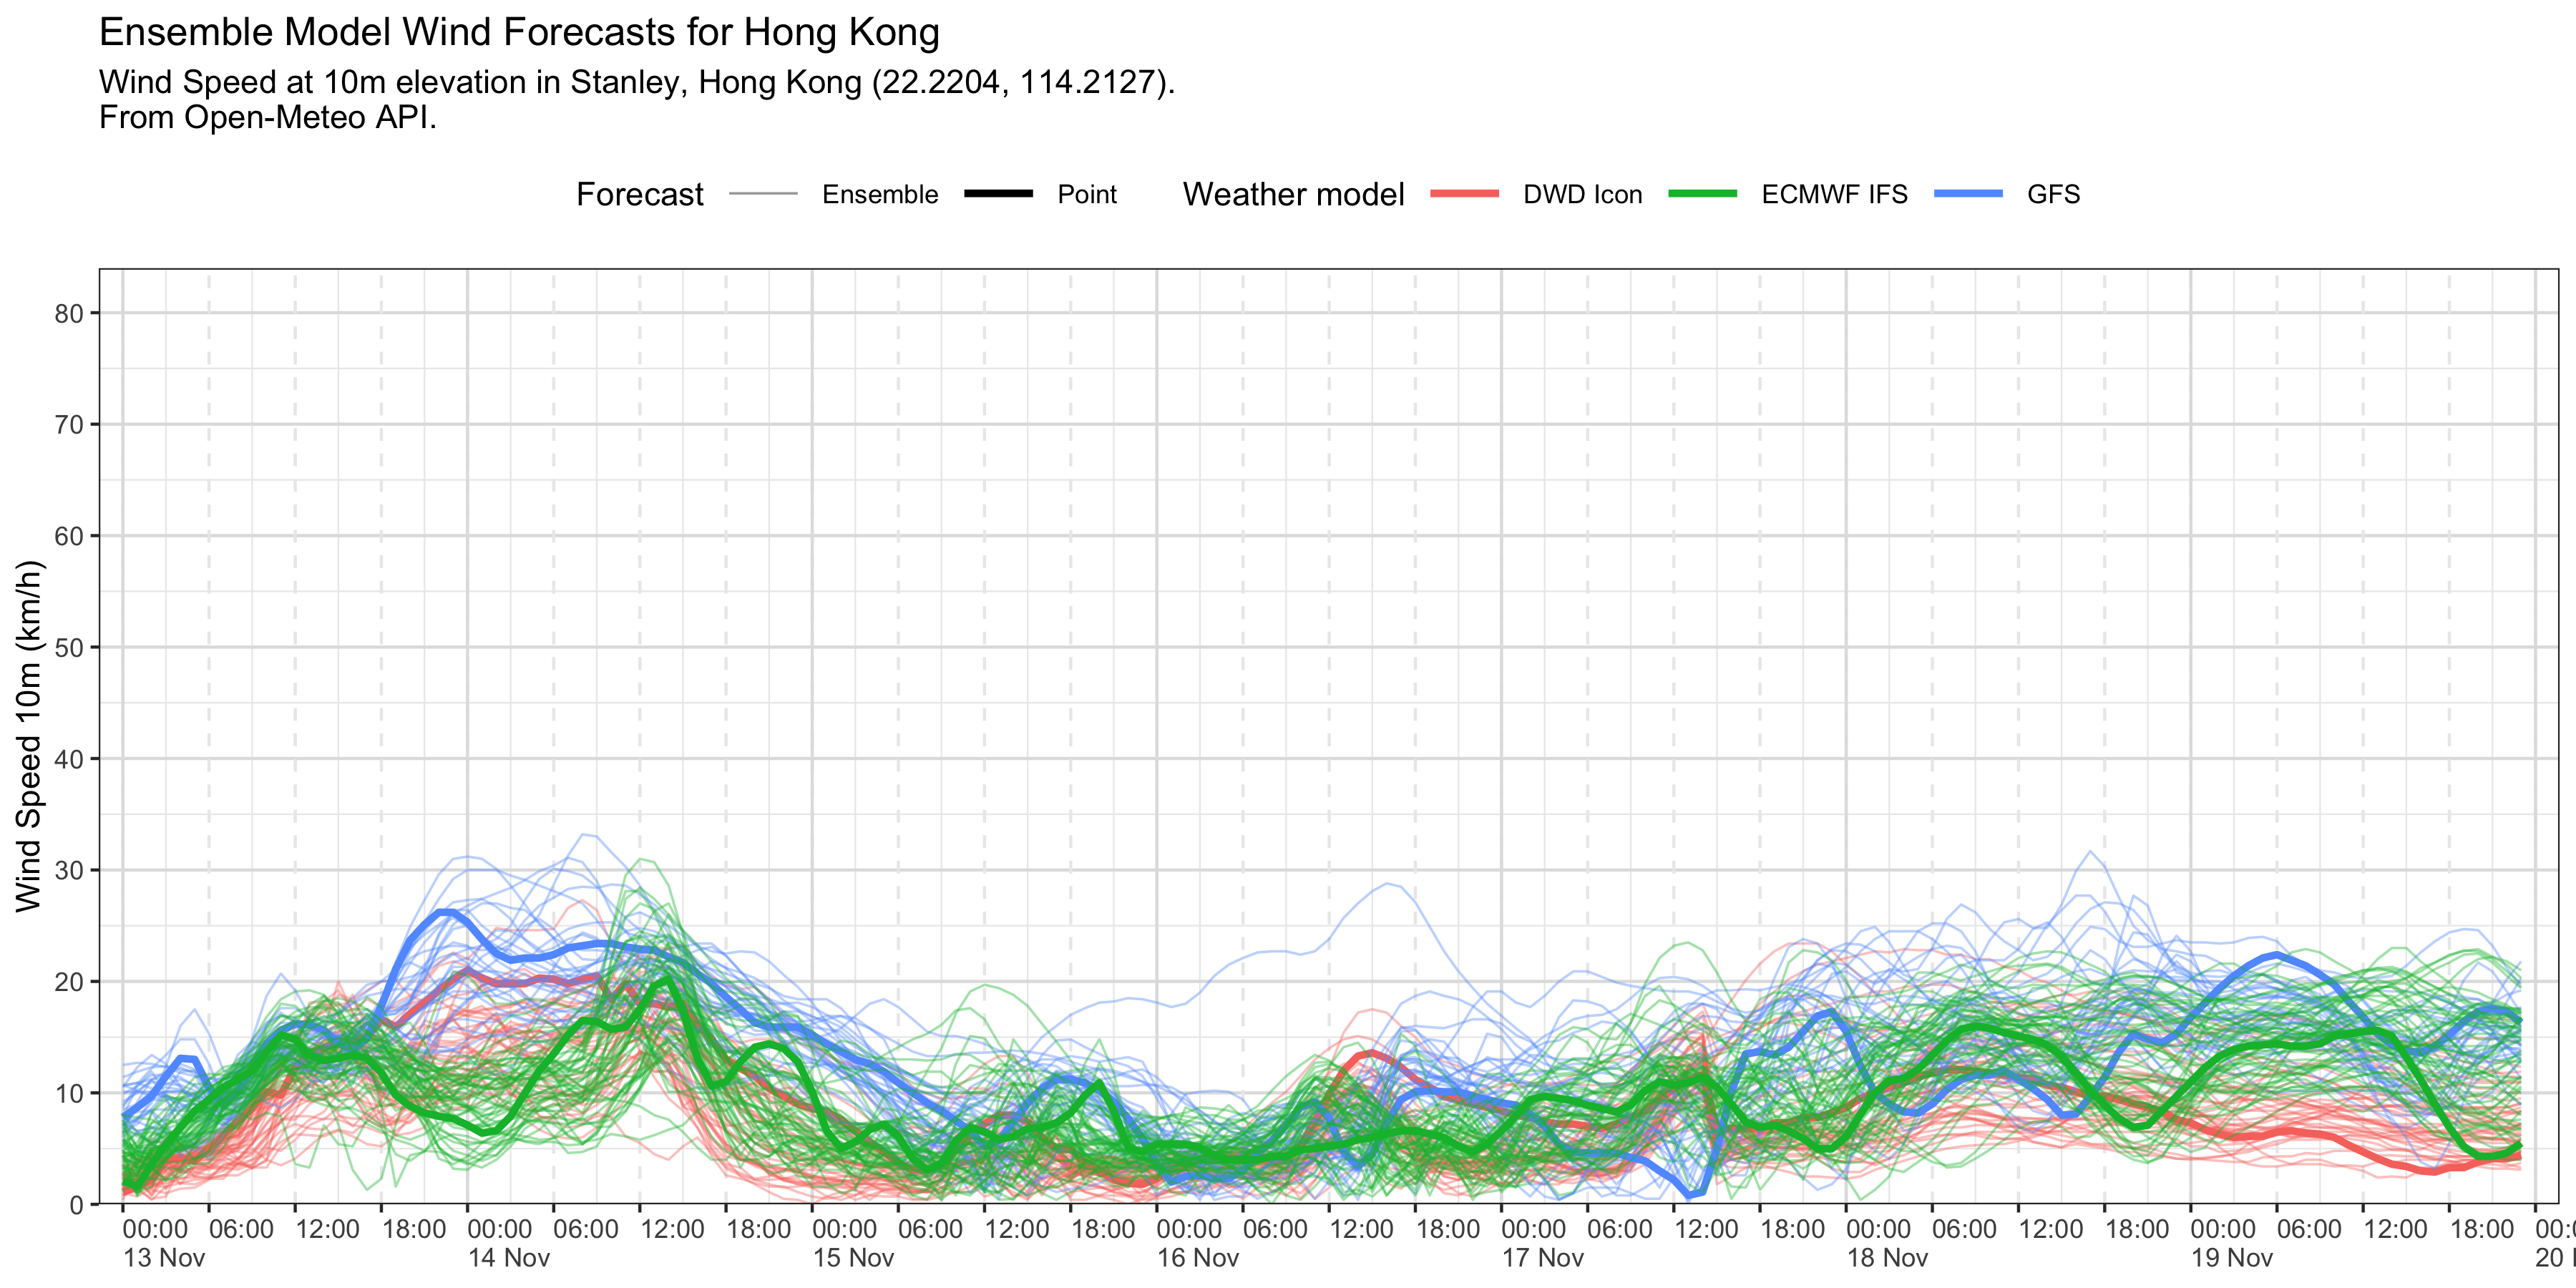 Ensemble Model Wind Forecasts for Hong Kong
Wind Speed at 10m elevation in Stanley, Hong Kong (22.2204, 114.2127).
From Open-Meteo API.
Forecast Ensemble Point Weather model DWD Icon ECMWF IFS GFS
Wind Speed 10m (km/h)
80
70
60
50
40
30
20
10
0
00:00 06:00 12:00 18:00 00:00 06:00 12:00 18:00 00:00 06:00 12:00 18:00 00:00 06:00 12:00 18:00 00:00 06:00 12:00 18:00 00:00 06:00 12:00 18:00 00:00 06:00 12:00 18:00 00:0
13 Nov 14 Nov 15 Nov 16 Nov 17 Nov 18 Nov 19 Nov 20